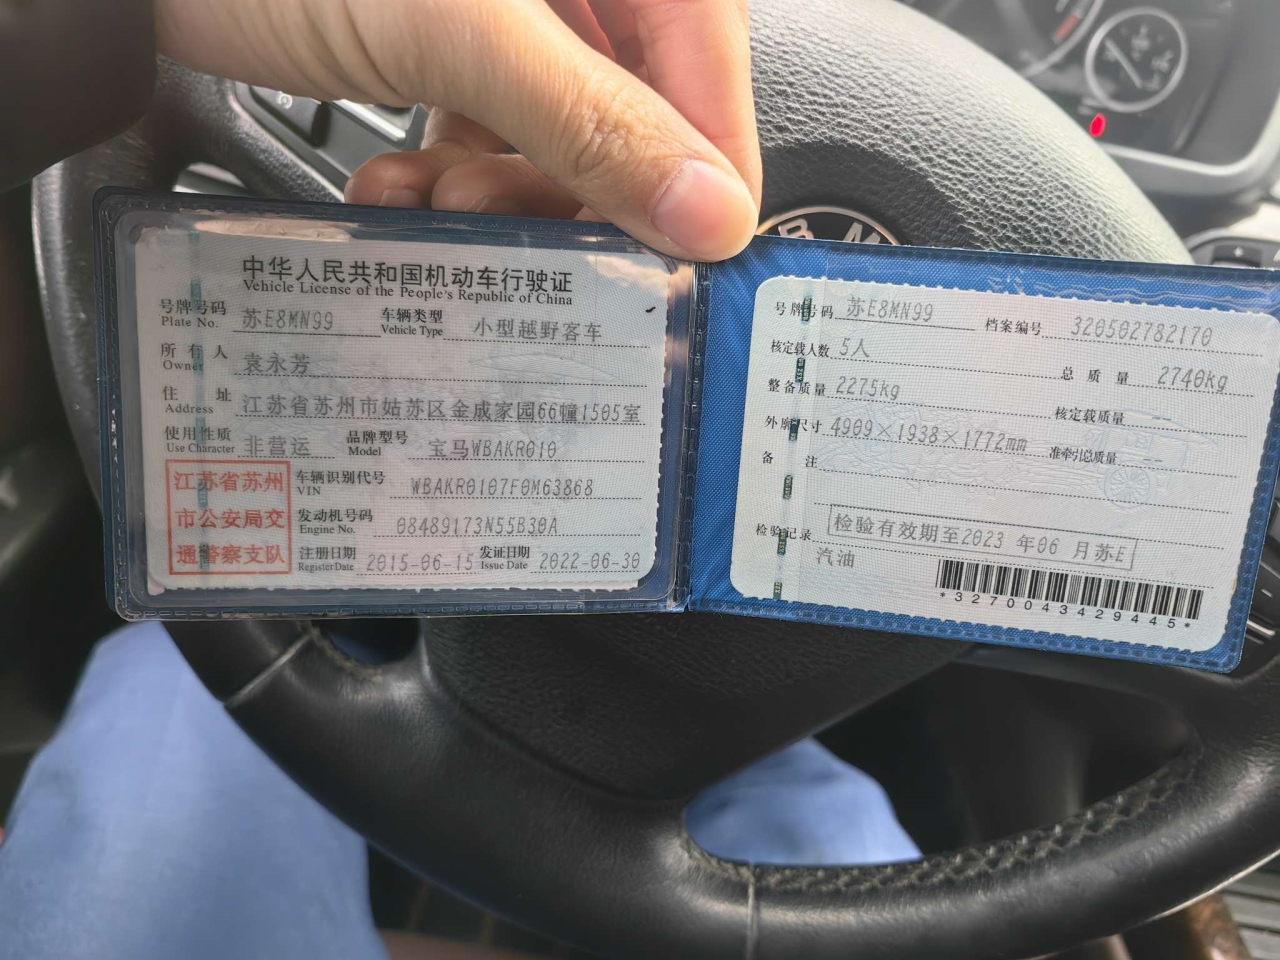 中华人民共和国机动车行驶证
Vehicle License of the People's Republic of China
号牌号码 苏E8MN99 车辆类型 小型越野客车
Plate No. Vehicle Type
所有人 袁永芳
Owner
住址 江苏省苏州市姑苏区金成家园66幢1505室
Address
使用性质 非营运 品牌型号 宝马WBAKR010
Use Character Model
江苏省苏州
市公安局交
通警察支队
车辆识别代号 WBAKR0107F0M63868
VIN
发动机号码 08489173N55B30A
Engine No.
注册日期 2015-06-15 发证日期 2022-06-30
Register Date Issue Date
号牌号码 苏E8MN99 档案编号 320502782170
核定载人数 5人 总质量 2740kg
整备质量 2275kg 核定载质量 --
外廓尺寸 4909×1938×1772mm 准牵引总质量 --
备注
检验记录 检验有效期至2023年06月苏E
汽油
*3270043429445*
B M